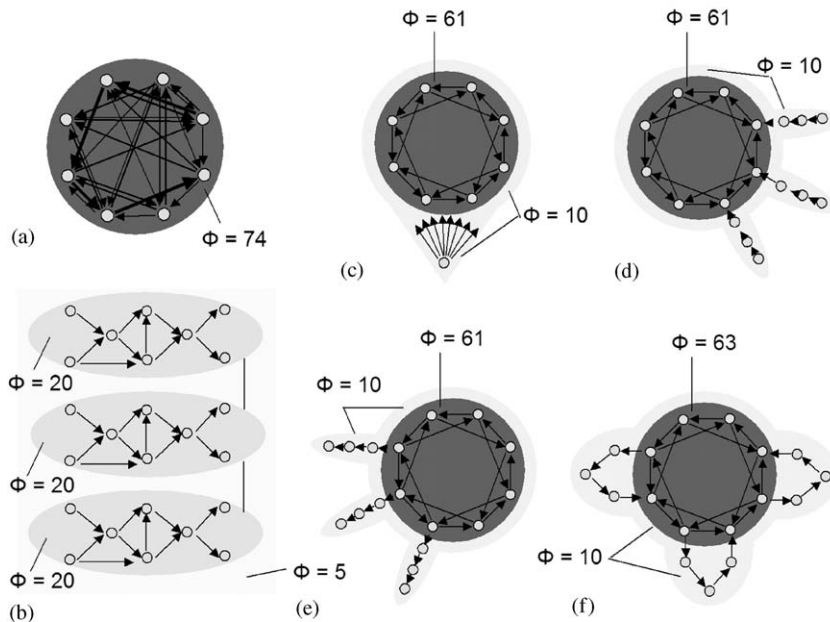 Φ = 74
(a)
Φ = 20
Φ = 20
Φ = 20
Φ = 5
(b)
Φ = 61
Φ = 10
(c)
Φ = 61
Φ = 10
(d)
Φ = 61
Φ = 10
(e)
Φ = 63
Φ = 10
(f)